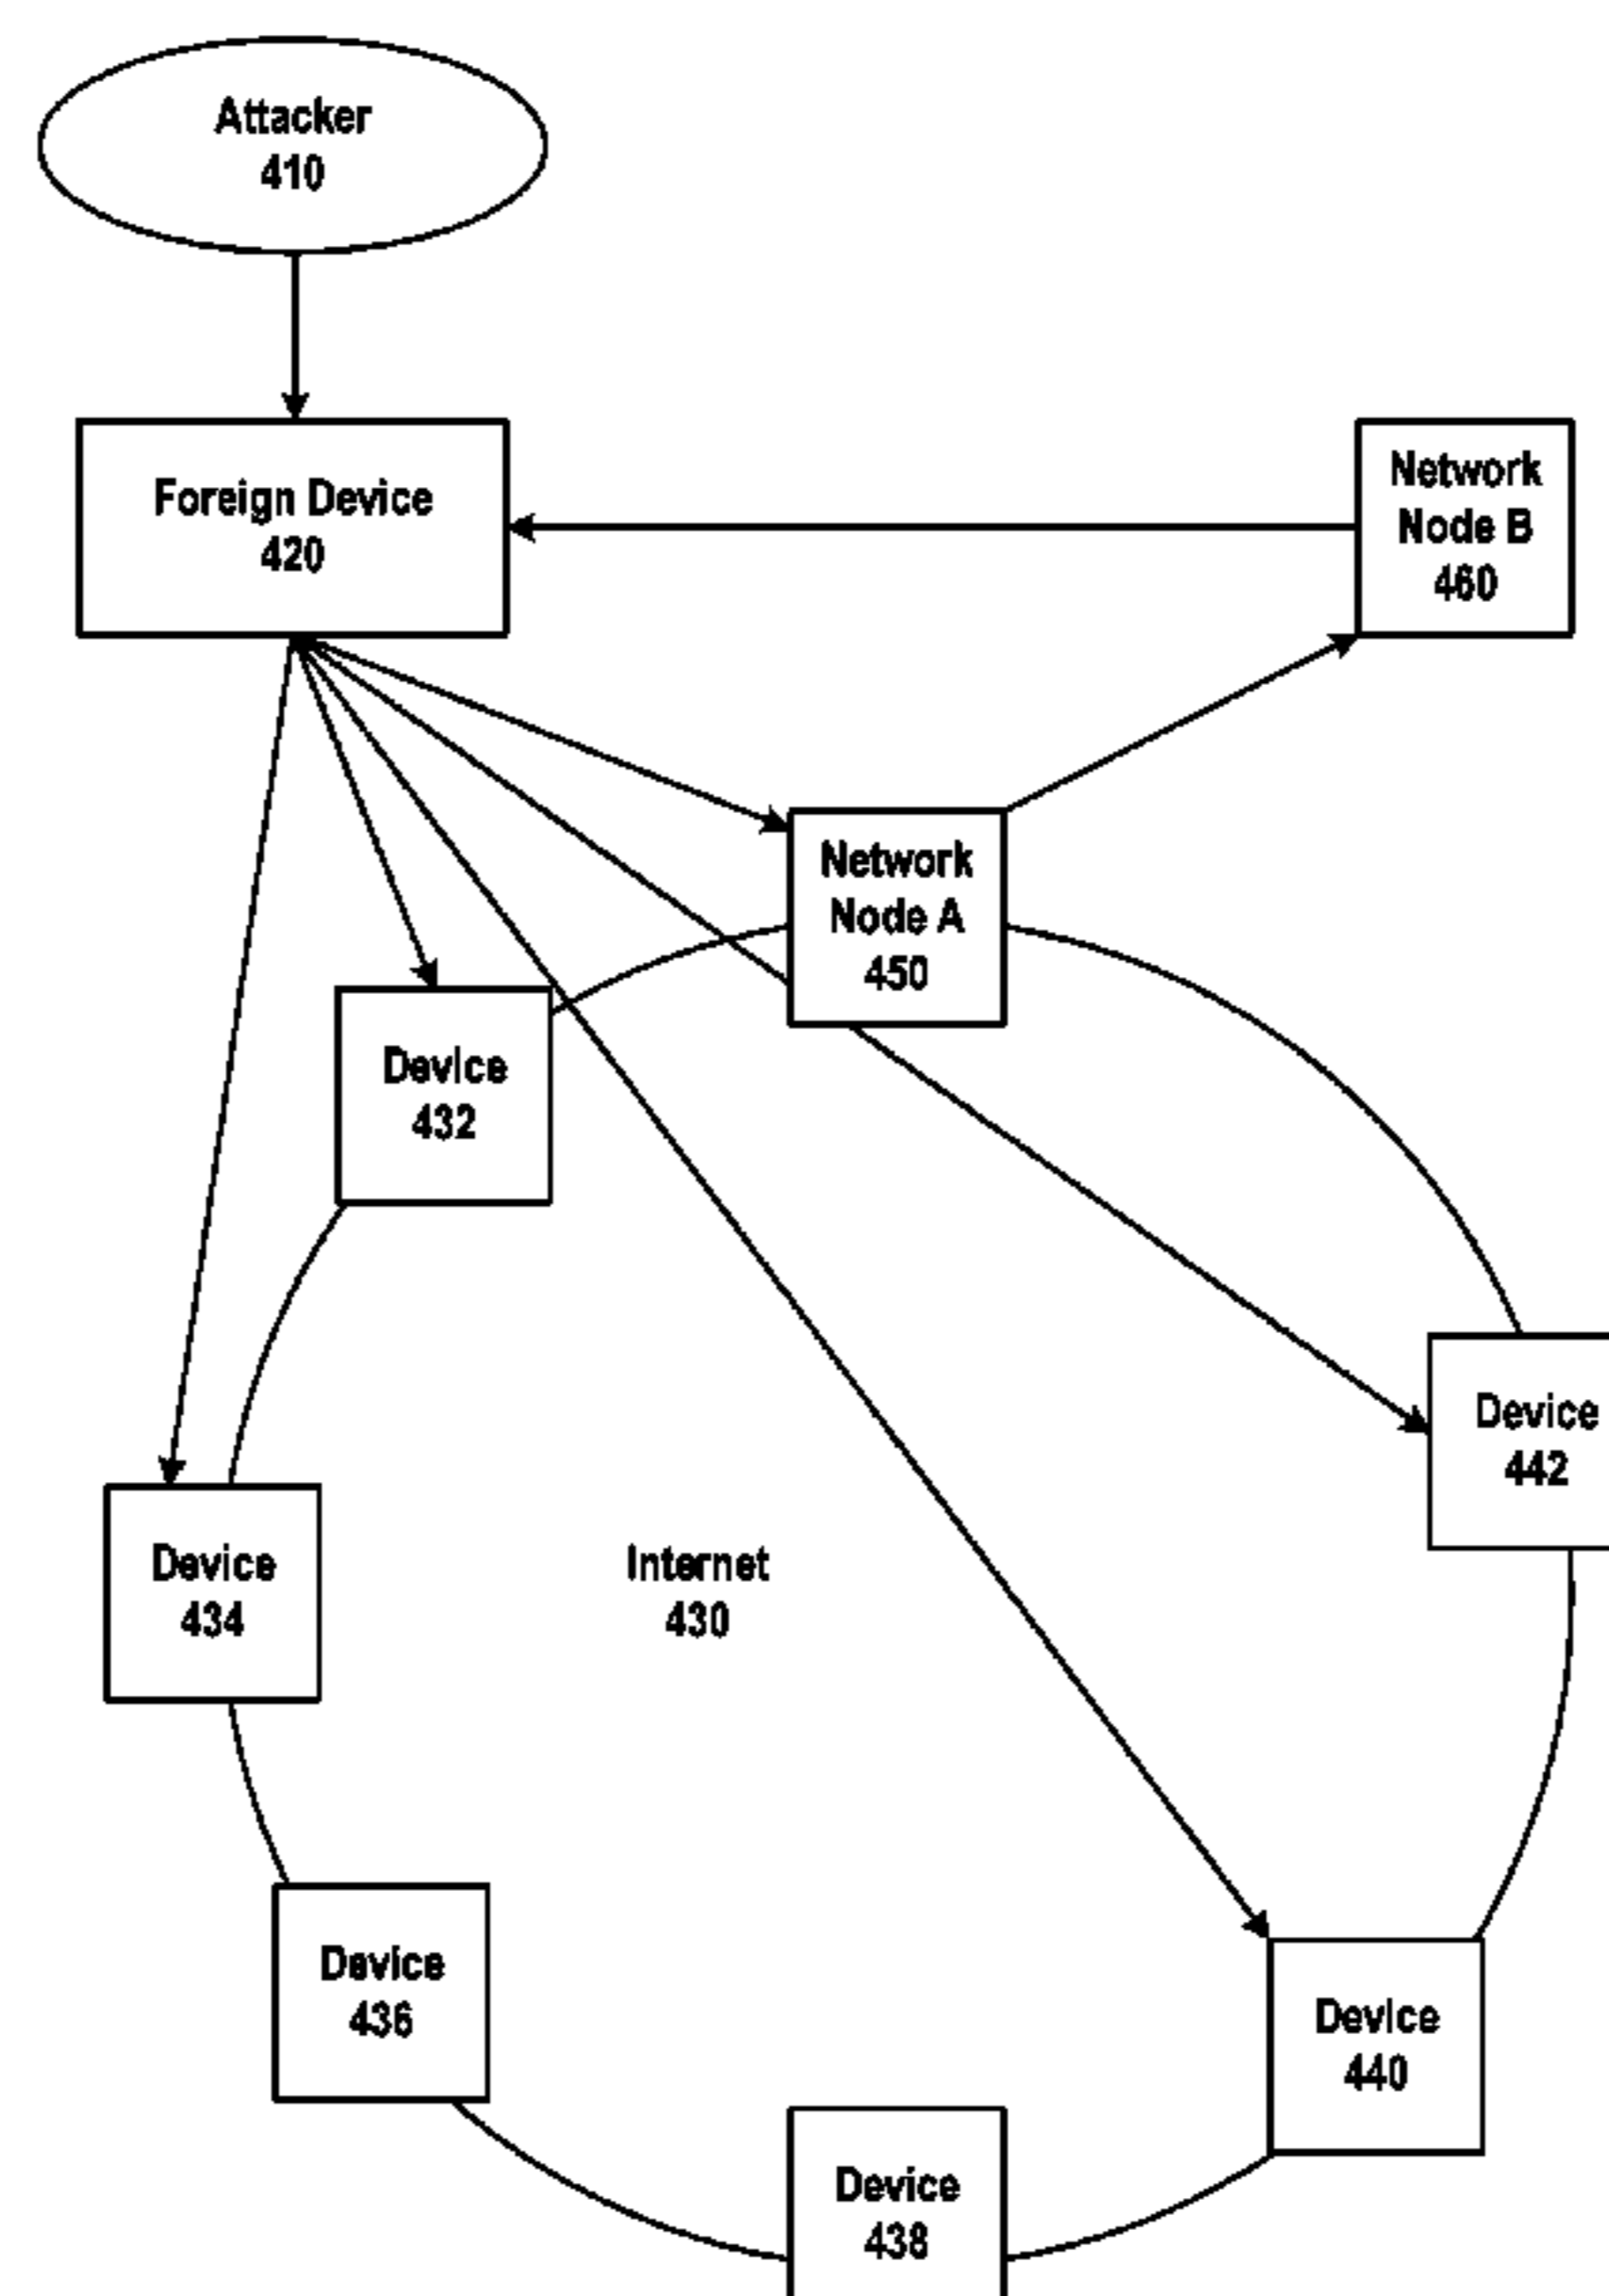 Attacker
410
Foreign Device
420
Network
Node B
460
Network
Node A
450
Device
432
Device
442
Device
434
Internet
430
Device
436
Device
440
Device
438